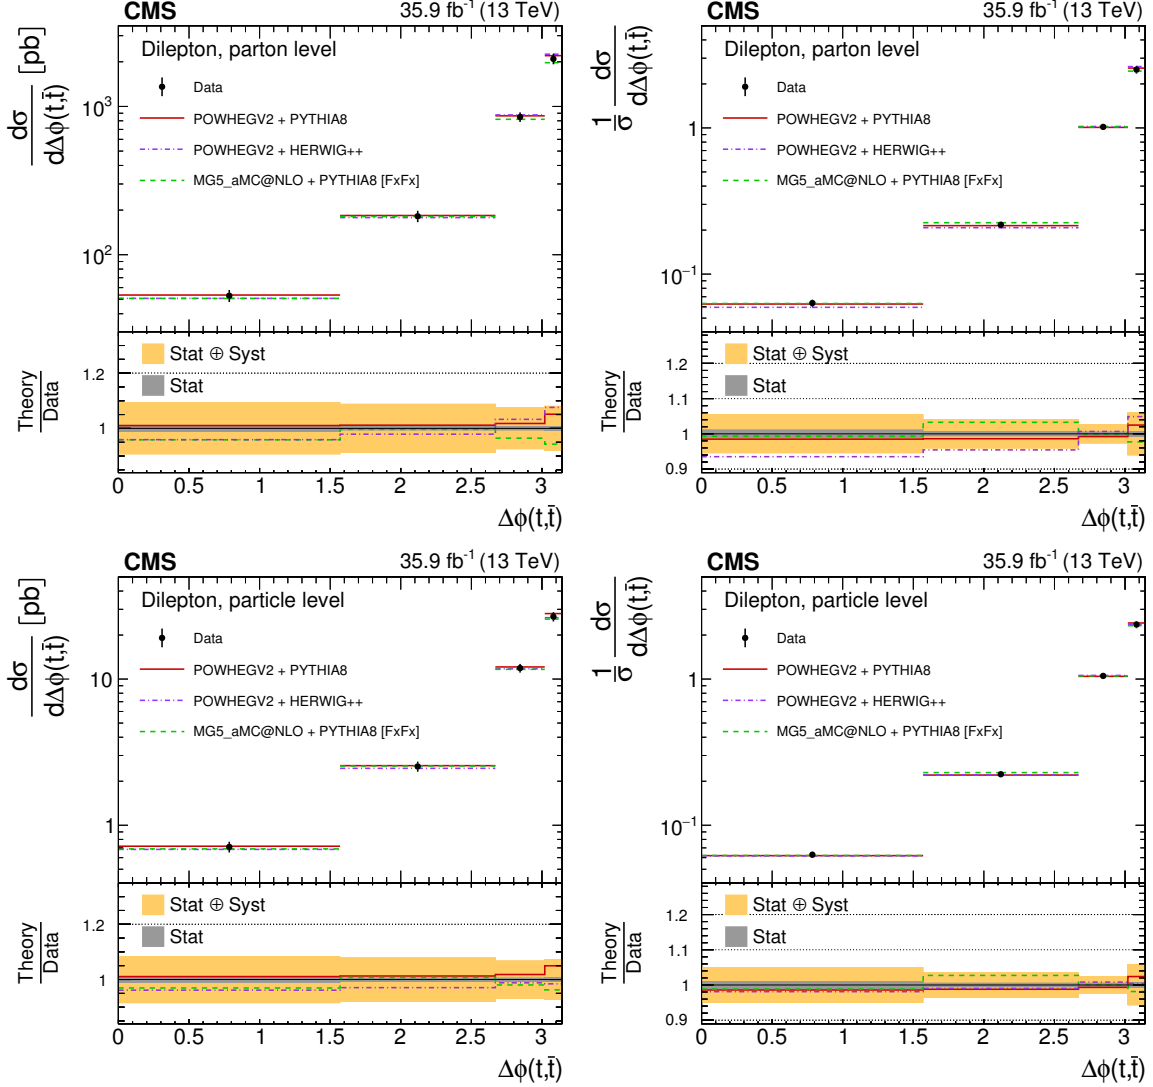 CMS 35.9 fb⁻¹ (13 TeV)
dσ / dΔϕ(t,t̄) [pb]
Dilepton, parton level
Data
POWHEGV2 + PYTHIA8
POWHEGV2 + HERWIG++
MG5_aMC@NLO + PYTHIA8 [FxFx]
10³
10²
Theory / Data
Stat ⊕ Syst
Stat
1.2
1
0 0.5 1 1.5 2 2.5 3
Δϕ(t,t̄)
CMS 35.9 fb⁻¹ (13 TeV)
1/σ dσ / dΔϕ(t,t̄)
Dilepton, parton level
Data
POWHEGV2 + PYTHIA8
POWHEGV2 + HERWIG++
MG5_aMC@NLO + PYTHIA8 [FxFx]
1
10⁻¹
Theory / Data
Stat ⊕ Syst
Stat
1.2
1.1
1
0.9
0 0.5 1 1.5 2 2.5 3
Δϕ(t,t̄)
CMS 35.9 fb⁻¹ (13 TeV)
dσ / dΔϕ(t,t̄) [pb]
Dilepton, particle level
Data
POWHEGV2 + PYTHIA8
POWHEGV2 + HERWIG++
MG5_aMC@NLO + PYTHIA8 [FxFx]
10
1
Theory / Data
Stat ⊕ Syst
Stat
1.2
1
0 0.5 1 1.5 2 2.5 3
Δϕ(t,t̄)
CMS 35.9 fb⁻¹ (13 TeV)
1/σ dσ / dΔϕ(t,t̄)
Dilepton, particle level
Data
POWHEGV2 + PYTHIA8
POWHEGV2 + HERWIG++
MG5_aMC@NLO + PYTHIA8 [FxFx]
1
10⁻¹
Theory / Data
Stat ⊕ Syst
Stat
1.2
1.1
1
0.9
0 0.5 1 1.5 2 2.5 3
Δϕ(t,t̄)